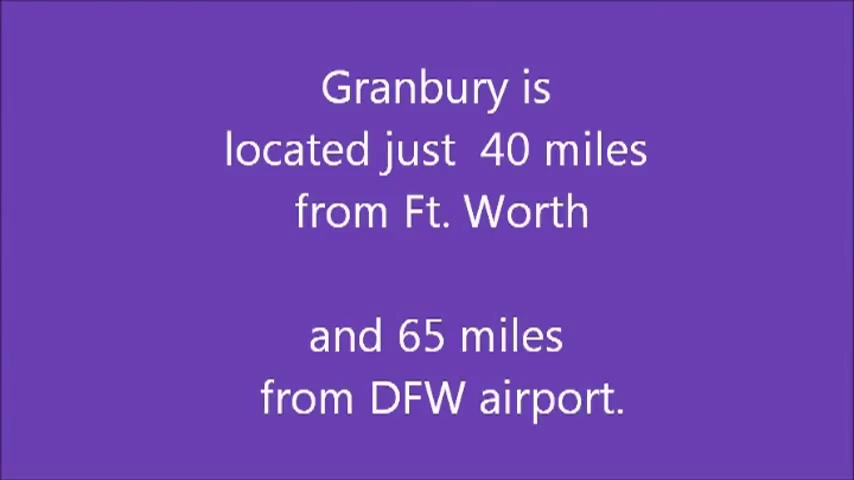 Granbury is
located just  40 miles
from Ft. Worth
and 65 miles
from DFW airport.